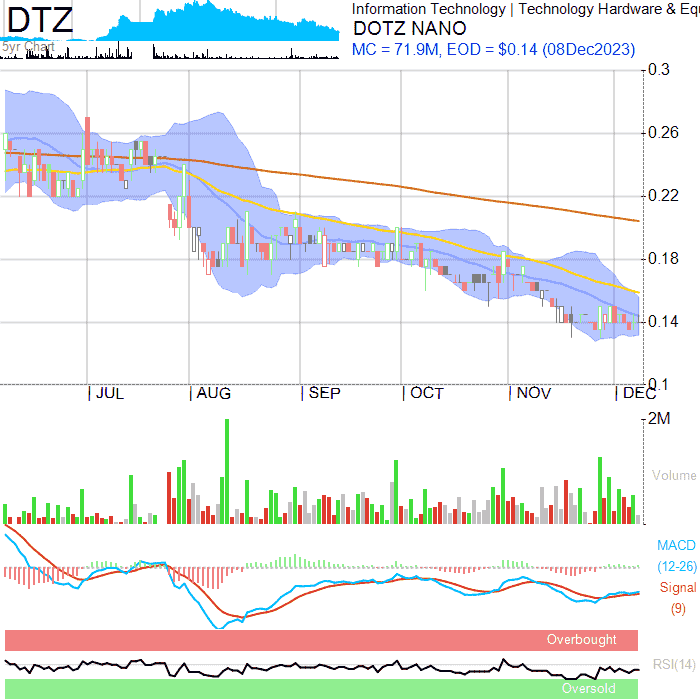 DTZ
5yr Chart
Information Technology | Technology Hardware & Equ
DOTZ NANO
MC = 71.9M, EOD = $0.14 (08Dec2023)
0.3
0.26
0.22
0.18
0.14
0.1
JUL AUG SEP OCT NOV DEC
2M
Volume
MACD
(12-26)
Signal
(9)
Overbought
RSI(14)
Oversold